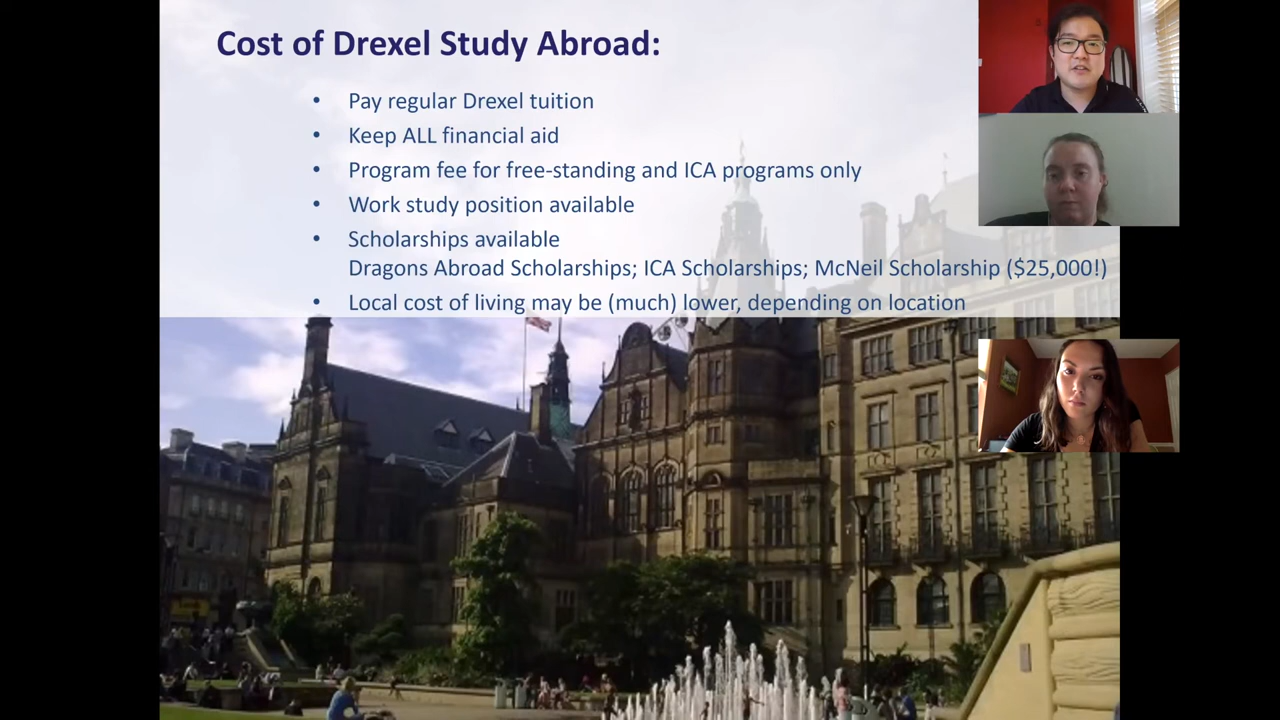 Cost of Drexel Study Abroad:
• Pay regular Drexel tuition
• Keep ALL financial aid
• Program fee for free-standing and ICA programs only
• Work study position available
• Scholarships available
Dragons Abroad Scholarships; ICA Scholarships; McNeil Scholarship ($25,000!)
• Local cost of living may be (much) lower, depending on location